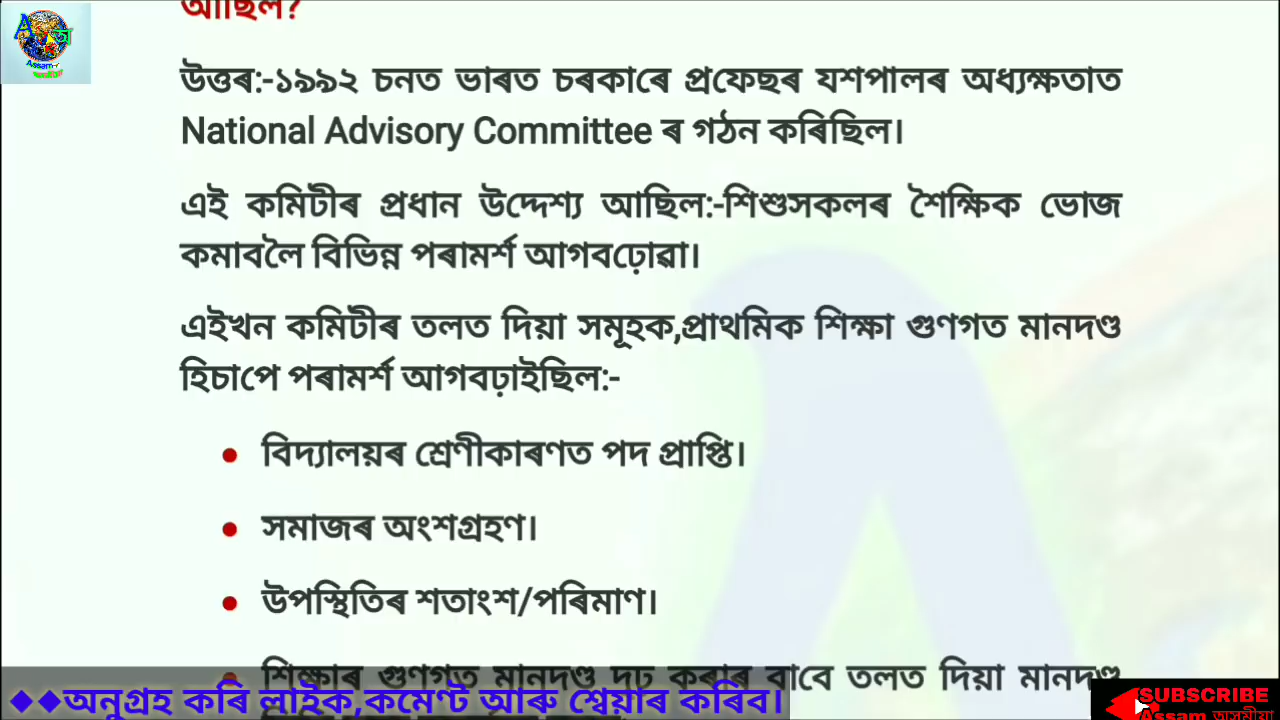 আছিল?
উত্তৰ:-১৯৯২ চনত ভাৰত চৰকাৰে প্ৰফেছৰ যশপালৰ অধ্যক্ষতাত
National Advisory Committee ৰ গঠন কৰিছিল।
এই কমিটীৰ প্ৰধান উদ্দেশ্য আছিল:-শিশুসকলৰ শৈক্ষিক ভোজ
কমাবলৈ বিভিন্ন পৰামৰ্শ আগবঢ়োৱা।
এইখন কমিটীৰ তলত দিয়া সমূহক,প্ৰাথমিক শিক্ষা গুণগত মানদণ্ড
হিচাপে পৰামৰ্শ আগবঢ়াইছিল:-
• বিদ্যালয়ৰ শ্ৰেণীকাৰণত পদ প্ৰাপ্তি।
• সমাজৰ অংশগ্ৰহণ।
• উপস্থিতিৰ শতাংশ/পৰিমাণ।
• শিক্ষাৰ গুণগত মানদণ্ড দৃঢ় কৰাৰ বাবে তলত দিয়া মানদণ্ড
◆◆অনুগ্ৰহ কৰি লাইক,কমেণ্ট আৰু শ্বেয়াৰ কৰিব।
SUBSCRIBE
Assam অসমীয়া